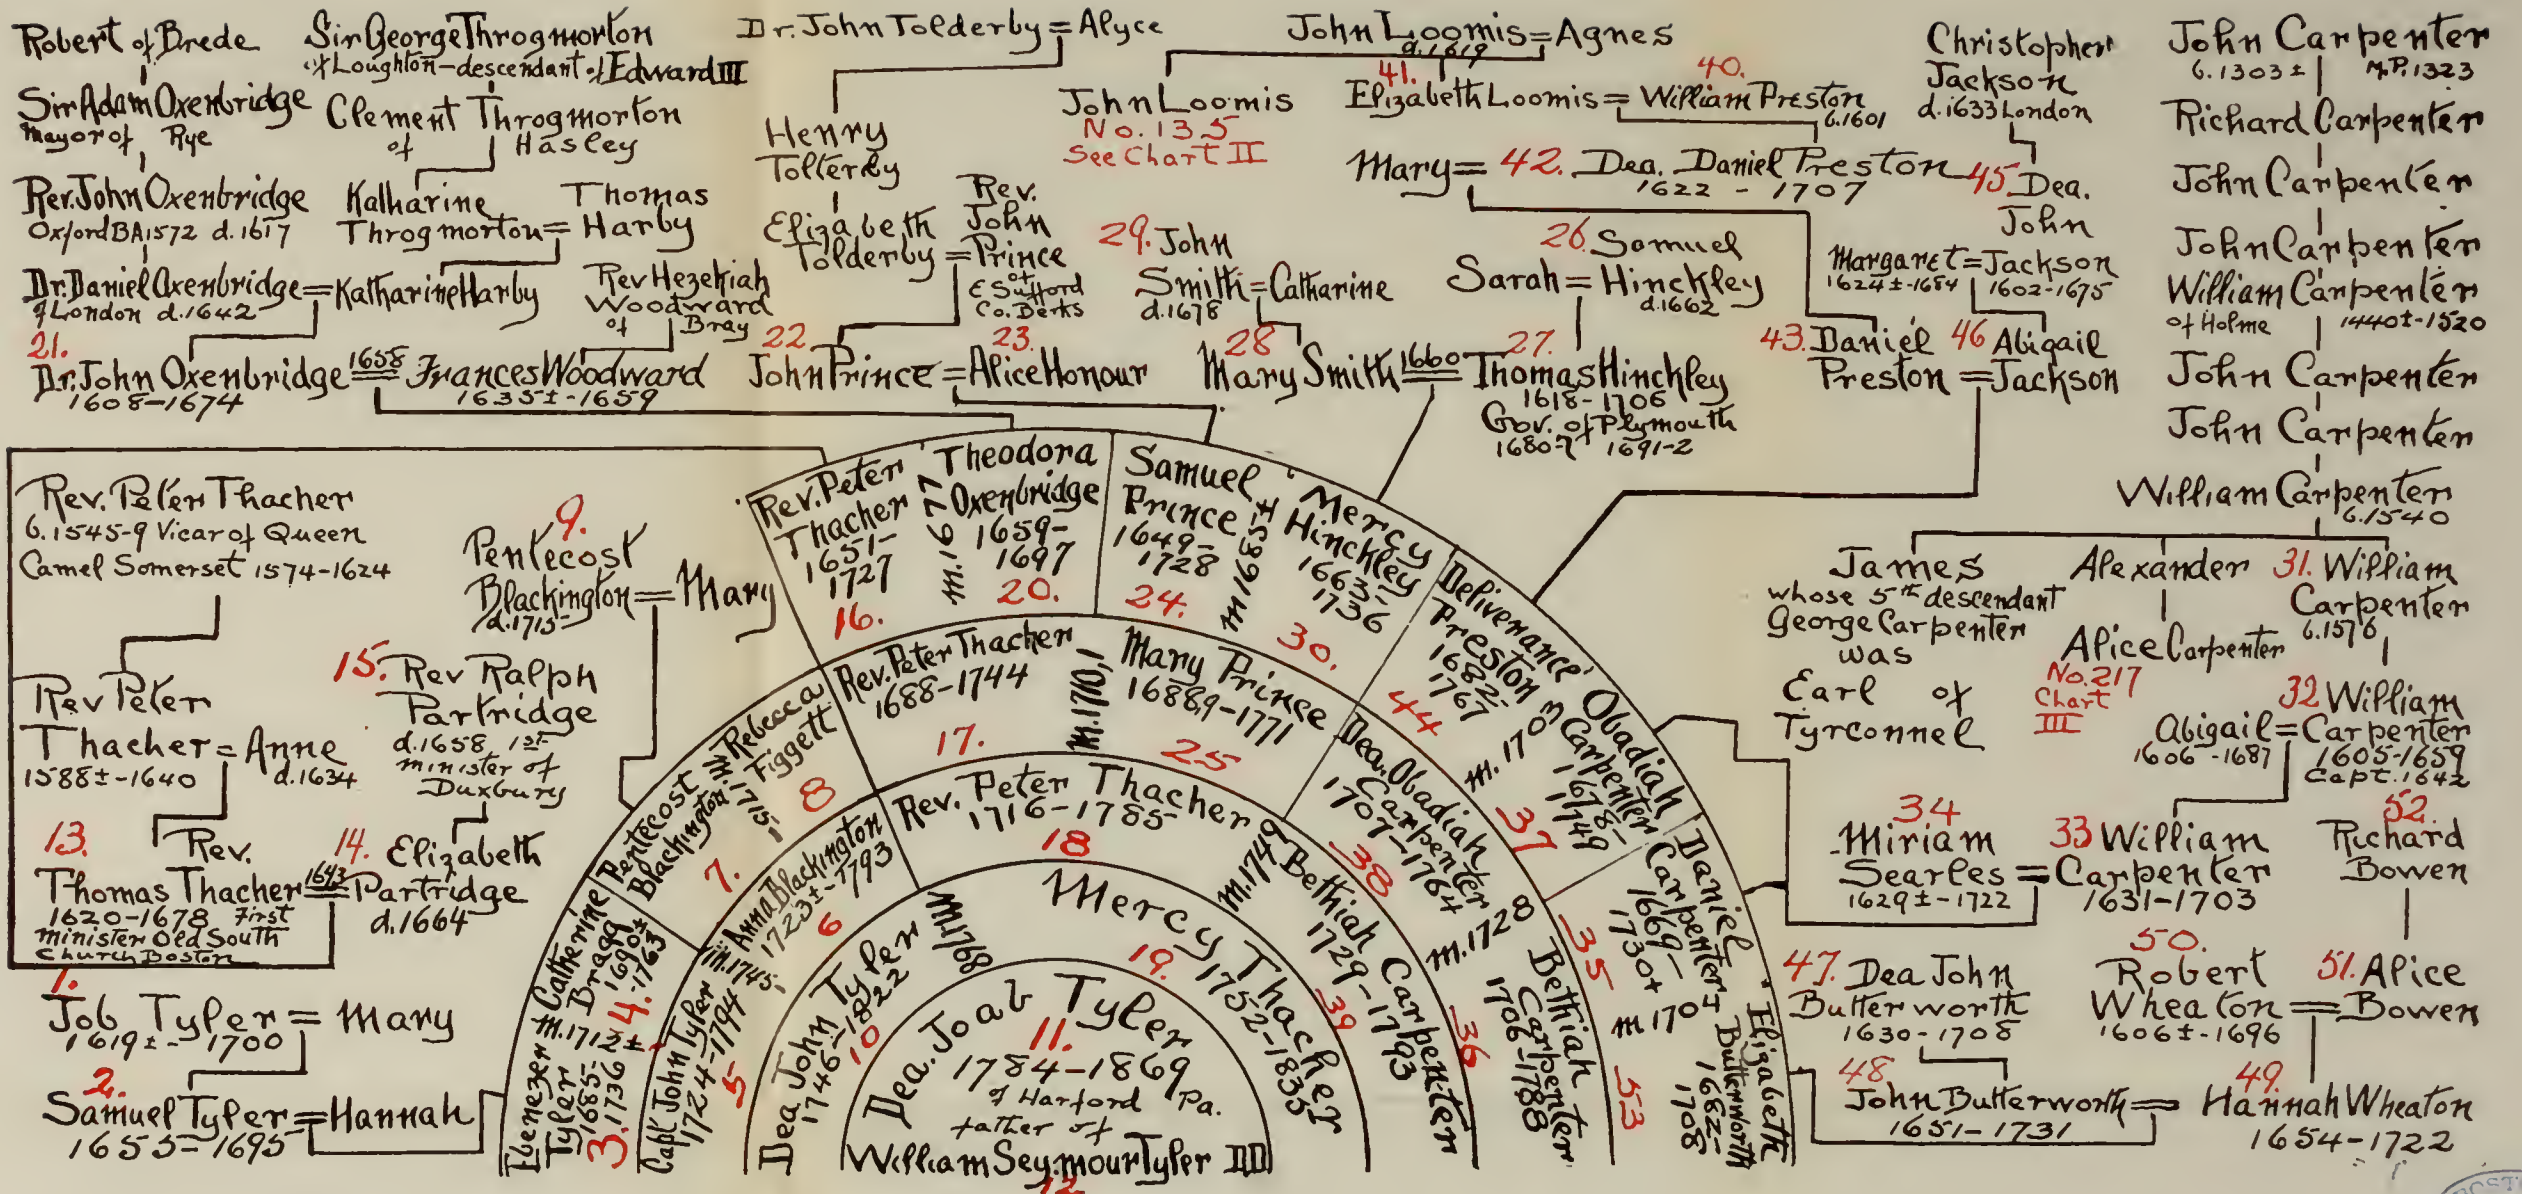 Robert of Brede
Sir Adam Oxenbridge
Mayor of Rye
Rev. John Oxenbridge
Oxford BA 1572 d. 1617
Dr. Daniel Oxenbridge = Katharine Harby
of London d. 1642
21.
Dr. John Oxenbridge = 1658 Frances Woodward
1608-1674 1635±-1659
Sir George Throgmorton
of Loughton-descendant of Edward III
Clement Throgmorton
of Hasley
Katharine
Throgmorton =
Thomas
Harby
Rev Hezekiah
Woodward
of Bray
Dr. John Tolderby = Alyce
Henry
Tolterby
Elizabeth
Tolderby =
Rev.
John
Prince
of
E Sufford
Co. Berks
22. 23.
John Prince = Alice Honour
John Loomis = Agnes
d. 1619
John Loomis
No. 135
See Chart II
41. 40.
Elizabeth Loomis = William Preston
b. 1601
Mary = 42. Dea. Daniel Preston
1622 - 1707
29. John
Smith = Catharine
d. 1678
26. Samuel
Sarah = Hinckley
d. 1662
28 27.
Mary Smith 1660 = Thomas Hinckley
1618-1706
Gov. of Plymouth
1680-7 1691-2
Christopher
Jackson
d. 1633 London
45 Dea.
John
Margaret = Jackson
1624±-1684 1602-1675
43. Daniel
Preston =
46 Abigail
Jackson
John Carpenter
b. 1303± M.P. 1323
Richard Carpenter
John Carpenter
John Carpenter
William Carpenter
of Holme 1440±-1520
John Carpenter
John Carpenter
William Carpenter
b. 1540
James
whose 5th descendant
George Carpenter
was
Earl of
Tyrconnel
Alexander
Alice Carpenter
No. 217
Chart
III
31. William
Carpenter
b. 1576
32 William
Abigail = Carpenter
1606-1687 1605-1659
Capt. 1642
34
Miriam
Searles =
1629±-1722
33 William
Carpenter
1631-1703
52.
Richard
Bowen
47. Dea John
Butterworth
1630-1708
50.
Robert
Wheaton =
1606±-1696
51. Alice
Bowen
48 49.
John Butterworth = Hannah Wheaton
1651-1731 1654-1722
Rev. Peter Thacher
b. 1545-9 Vicar of Queen
Camel Somerset 1574-1624
Rev Peter
Thacher = Anne
1588±-1640 d. 1634
13. Rev.
Thomas Thacher 1643 =
1620-1678 First
minister Old South
Church Boston
14. Elizabeth
Partridge
d. 1664
15. Rev Ralph
Partridge
d. 1658, 1st
minister of
Duxbury
9.
Pentecost
Blackington = Mary
d. 1715
1.
Job Tyler = Mary
1619±- 1700
2.
Samuel Tyler = Hannah
1655-1695
Rev. Peter
Thacher
1651-
1727
16.
m. 1677
Theodora
Oxenbridge
1659-
1697
20.
Samuel
Prince
1649-
1728
24.
m 1685±
Mercy
Hinckley
1663-
1736
30.
Delivenance
Preston
1682-
1767
44
m. 170
Obadiah
Carpenter
1678-
1749
37
Daniel
Carpenter
1669-
1730+
35
m 170
Elizabeth
Butterworth
1682-
1708
53
Ebenezer
Tyler
1685-
1736
3.
m. 1712±
Catherine
Bragg
1690±
-1763
4.
Pentecost
Blackington
7.
m. 1715
Rebecca
Figgett
8
Rev. Peter Thacher
1688-1744
17.
m. 1710,1
Mary Prince
1688,9-1771
25
Dea. Obadiah
Carpenter
1707-1764
38
m. 1728
Bethiah
Carpenter
1706-1788
36
Capt John Tyler
1724-1794
5
m. 1745
Anna Blackington
1723±-1793
6
Rev. Peter Thacher
1716-1785
18
m. 1749
Bethiah Carpenter
1729-1793
39
Dea. John Tyler
1746-1822
10
m. 1768
Mercy Thacher
1752-1835
19.
Dea. Joab Tyler
11.
1784-1869
of Harford Pa.
father of
William Seymour Tyler DD
12.